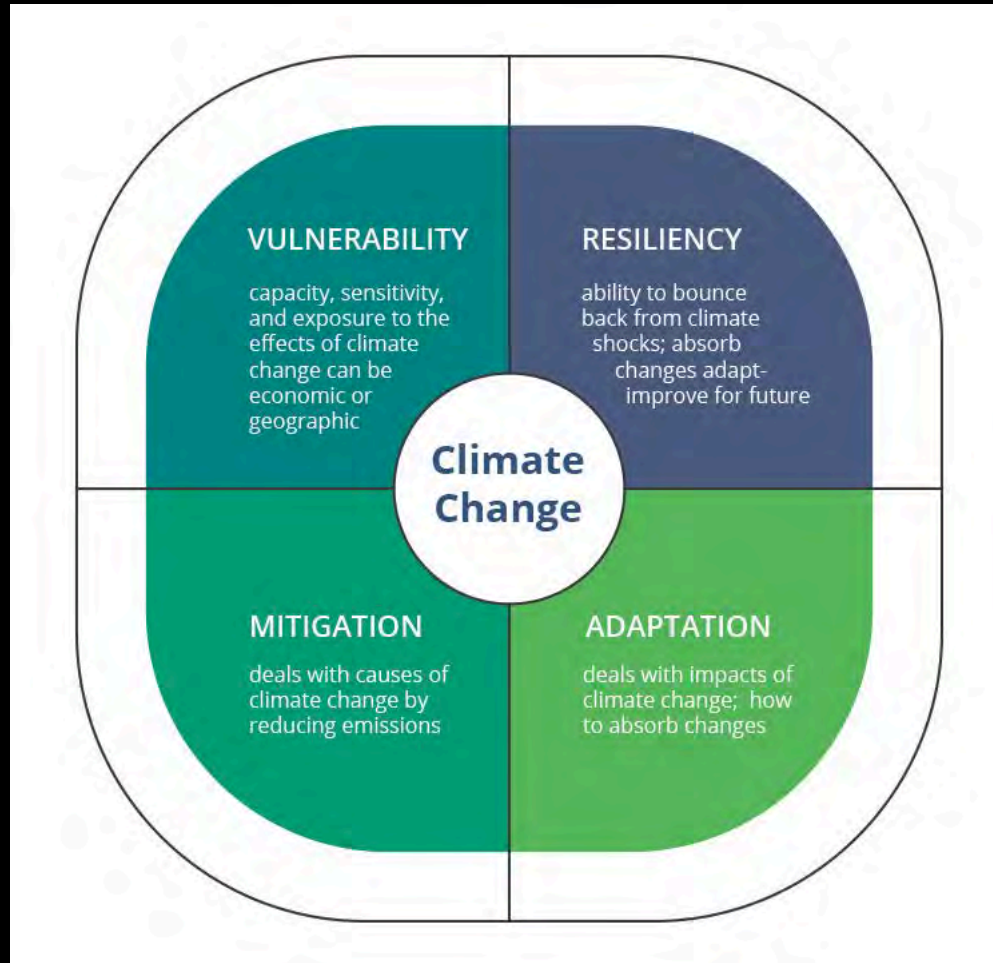 VULNERABILITY
capacity, sensitivity,
and exposure to the
effects of climate
change can be
economic or
geographic
RESILIENCY
ability to bounce
back from climate
shocks; absorb
changes adapt-
improve for future
Climate
Change
MITIGATION
deals with causes of
climate change by
reducing emissions
ADAPTATION
deals with impacts of
climate change;  how
to absorb changes